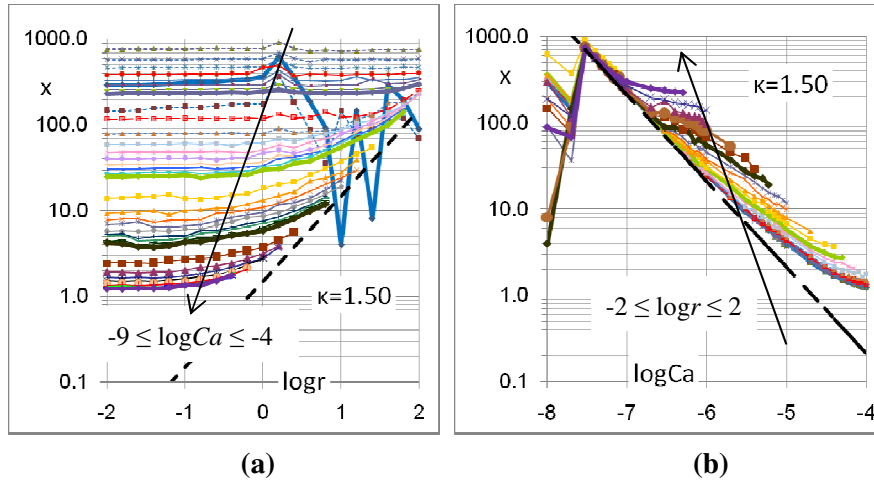 1000.0
x
100.0
10.0
κ=1.50
1.0
-9 ≤ logCa ≤ -4
0.1
logr
-2 -1 0 1 2
(a)
1000.0
x
κ=1.50
100.0
10.0
1.0
-2 ≤ logr ≤ 2
0.1
logCa
-8 -7 -6 -5 -4
(b)